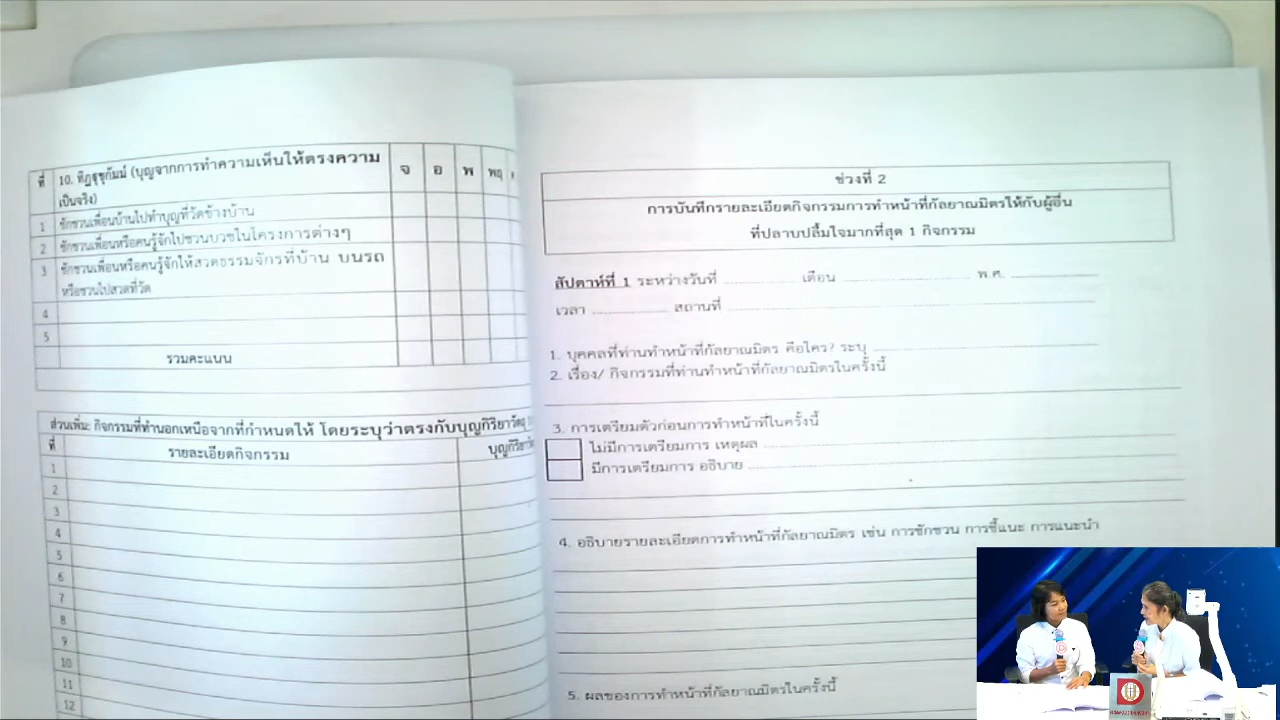 ที่ 10. ทิฏฐุชุกัมม์ (บุญจากการทำความเห็นให้ตรงความ จ อ พ พฤ
เป็นจริง)
1 ชักชวนเพื่อนบ้านไปทำบุญที่วัดข้างบ้าน
2 ชักชวนเพื่อนหรือคนรู้จักไปชวนบวชในโครงการต่างๆ
3 ชักชวนเพื่อนหรือคนรู้จักให้สวดธรรมจักรที่บ้าน บนรถ
หรือชวนไปสวดที่วัด
4
5
รวมคะแนน
ส่วนเพิ่ม: กิจกรรมที่ทำนอกเหนือจากที่กำหนดให้ โดยระบุว่าตรงกับบุญกิริยาวัตถุ
ที่ รายละเอียดกิจกรรม
1
2
3
4
5
6
7
8
9
10
11
12
ช่วงที่ 2
การบันทึกรายละเอียดกิจกรรมการทำหน้าที่กัลยาณมิตรให้กับผู้อื่น
ที่ปลาบปลื้มใจมากที่สุด 1 กิจกรรม
สัปดาห์ที่ 1 ระหว่างวันที่ ................ เดือน ............................ พ.ศ. ....................
เวลา .................. สถานที่ ....................................................
1. บุคคลที่ท่านทำหน้าที่กัลยาณมิตร คือใคร? ระบุ ....................................
2. เรื่อง/ กิจกรรมที่ท่านทำหน้าที่กัลยาณมิตรในครั้งนี้
3. การเตรียมตัวก่อนการทำหน้าที่ในครั้งนี้
ไม่มีการเตรียมการ เหตุผล ....................................................
มีการเตรียมการ อธิบาย ....................................................
4. อธิบายรายละเอียดการทำหน้าที่กัลยาณมิตร เช่น การชักชวน การชี้แนะ การแนะนำ
5. ผลของการทำหน้าที่กัลยาณมิตรในครั้งนี้